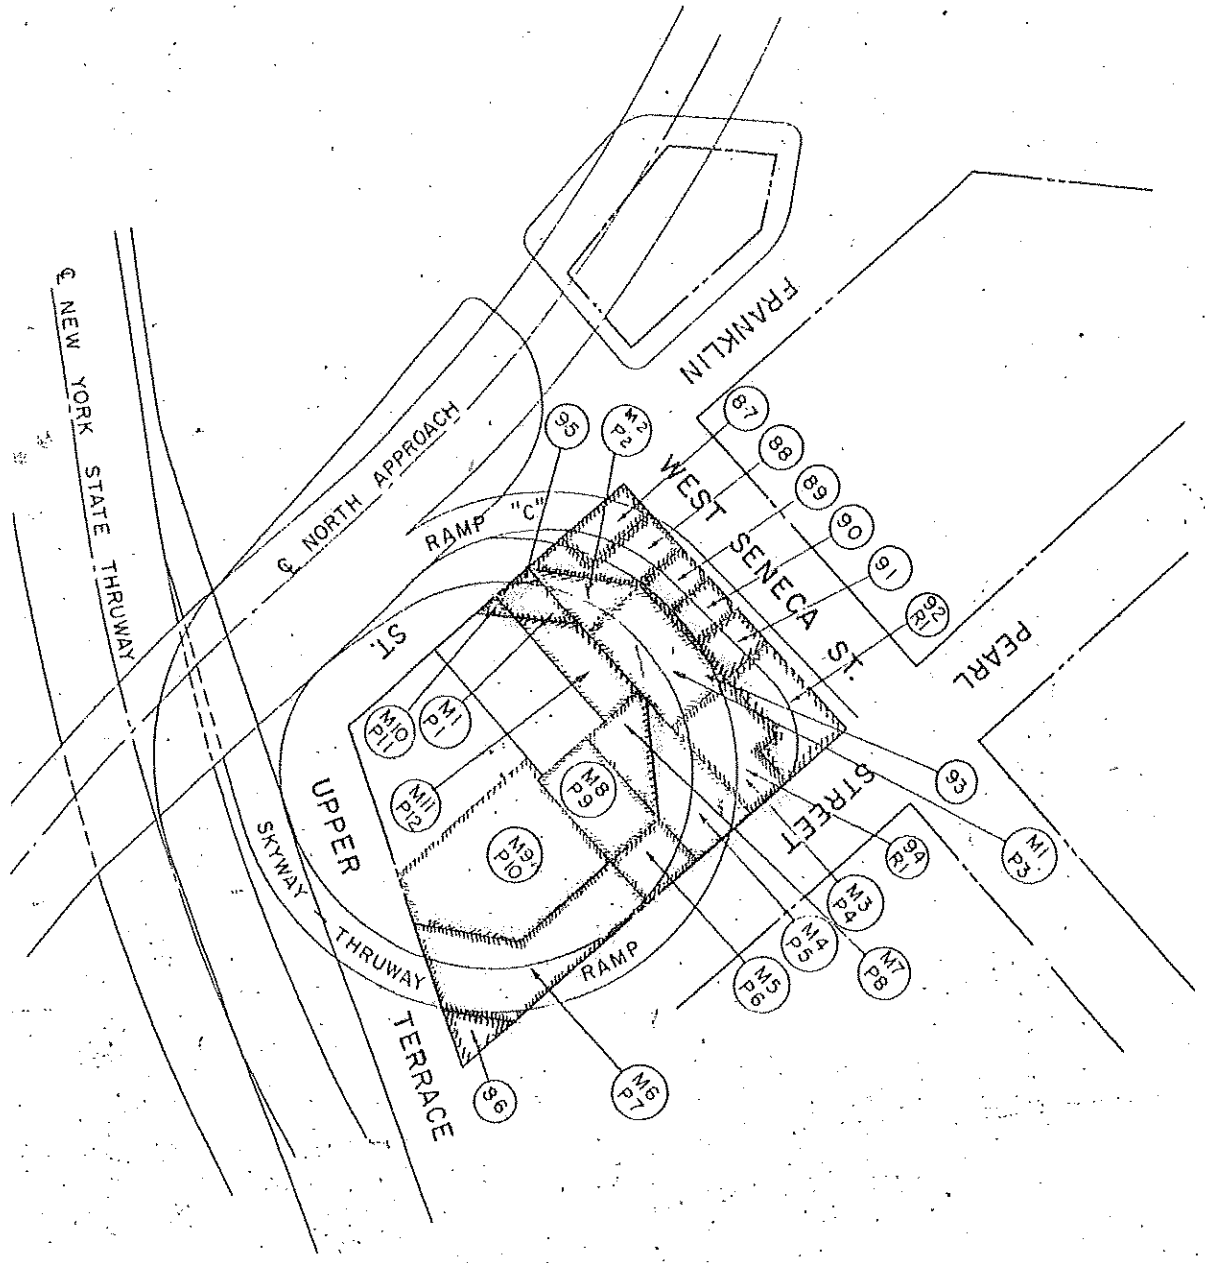 FRANKLIN
℄ NEW YORK STATE THRUWAY
℄ NORTH APPROACH
RAMP "C"
WEST SENECA ST.
PEARL
STREET
ST.
UPPER
TERRACE
SKYWAY - THRUWAY RAMP
87
88
89
90
91
92
R1
95
M2
P2
M10
P11
M1
P1
M11
P12
M8
P9
M9
P10
93
M1
P3
94
R1
M3
P4
M7
P8
M4
P5
M5
P6
M6
P7
96